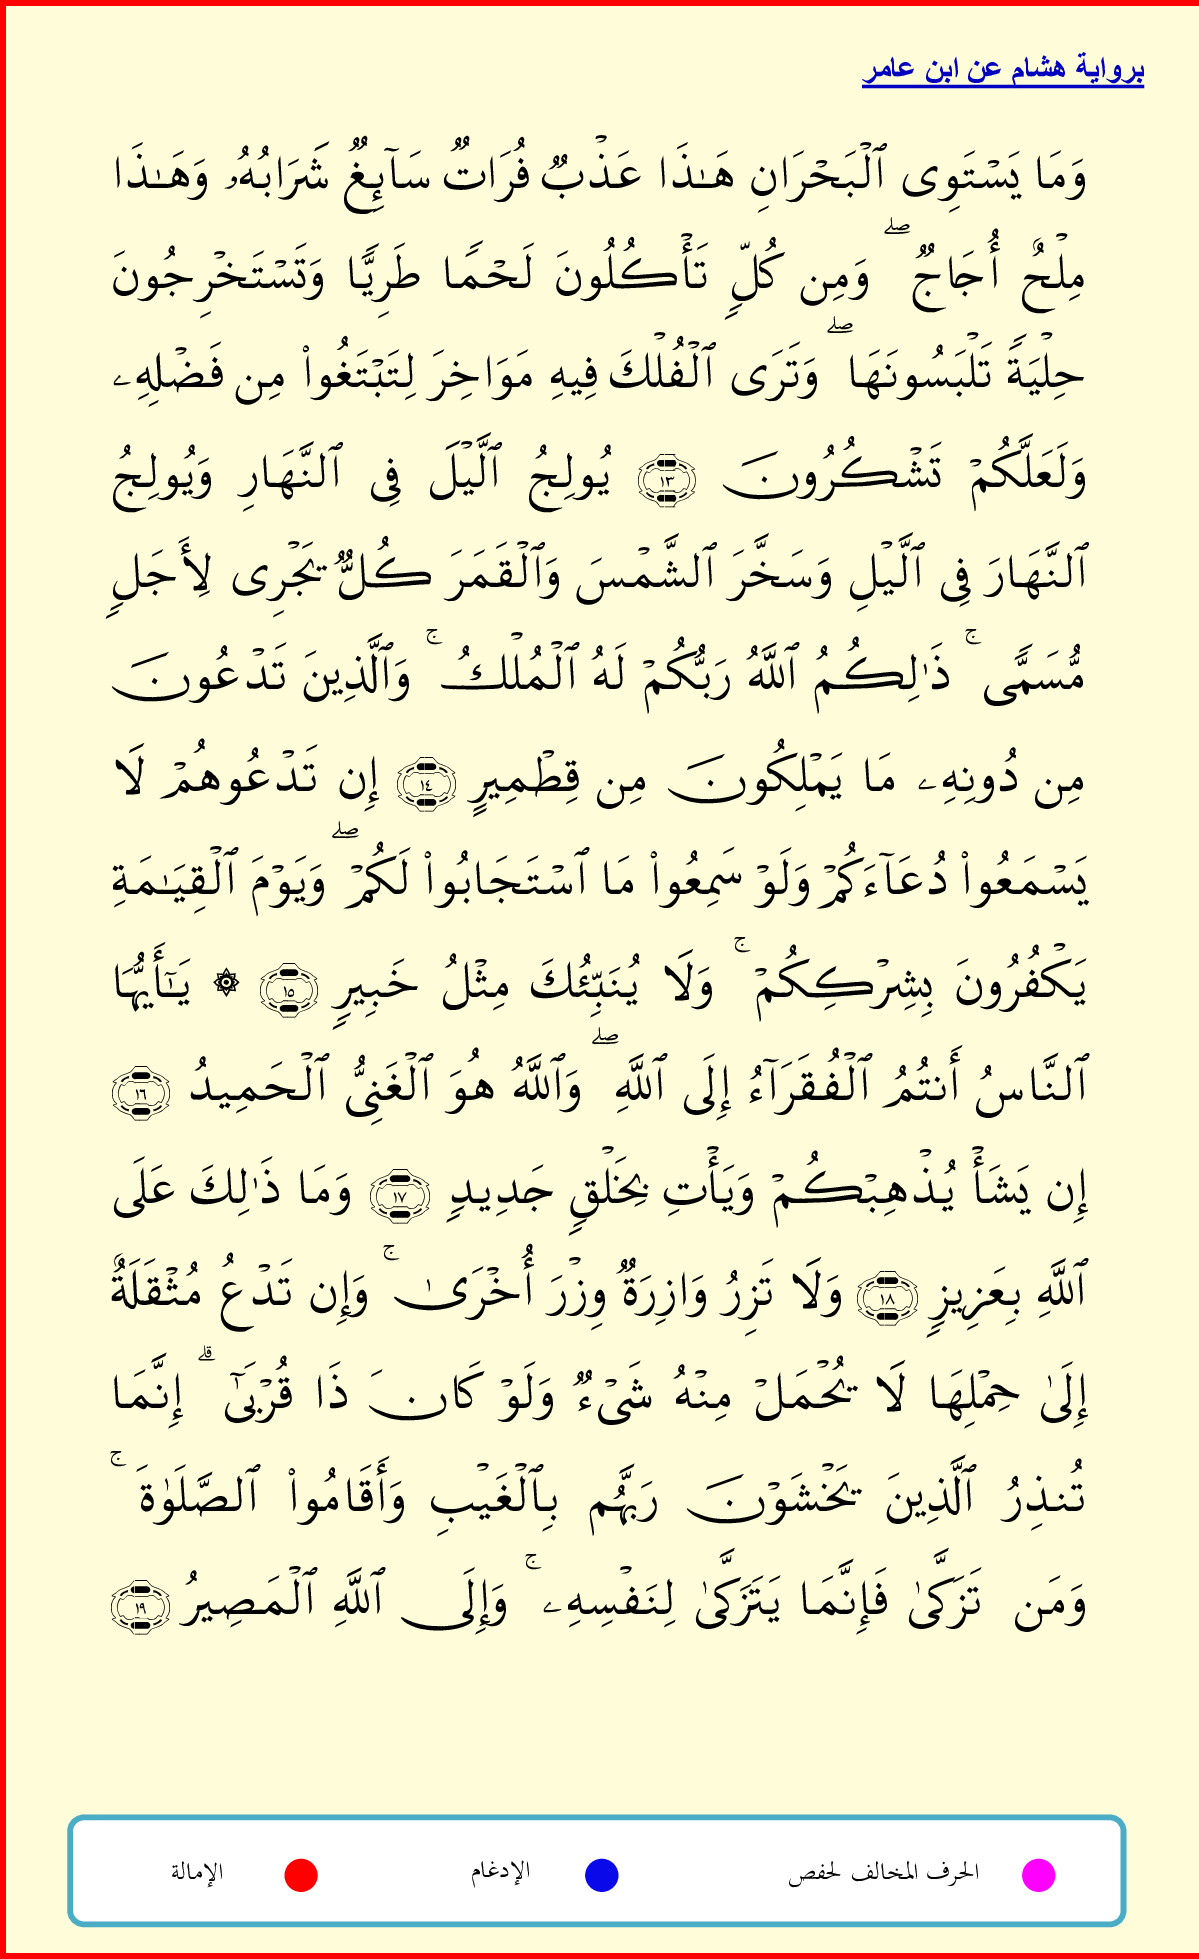 برواية هشام عن ابن عامر
وَمَا يَسۡتَوِى ٱلۡبَحۡرَانِ هَـٰذَا عَذۡبٌ فُرَاتٌ سَآئِغٌ شَرَابُهُۥ وَهَـٰذَا
مِلۡحٌ أُجَاجٌ ۖ وَمِن كُلٍّ تَأۡكُلُونَ لَحۡمًا طَرِيًّا وَتَسۡتَخۡرِجُونَ
حِلۡيَةً تَلۡبَسُونَهَا ۖ وَتَرَى ٱلۡفُلۡكَ فِيهِ مَوَاخِرَ لِتَبۡتَغُوا۟ مِن فَضۡلِهِۦ
وَلَعَلَّكُمۡ تَشۡكُرُونَ ١٣ يُولِجُ ٱلَّيۡلَ فِى ٱلنَّهَارِ وَيُولِجُ
ٱلنَّهَارَ فِى ٱلَّيۡلِ وَسَخَّرَ ٱلشَّمۡسَ وَٱلۡقَمَرَ كُلٌّ يَجۡرِى لِأَجَلٍ
مُّسَمًّى ۚ ذَٰلِكُمُ ٱللَّهُ رَبُّكُمۡ لَهُ ٱلۡمُلۡكُ ۚ وَٱلَّذِينَ تَدۡعُونَ
مِن دُونِهِۦ مَا يَمۡلِكُونَ مِن قِطۡمِيرٍ ١٤ إِن تَدۡعُوهُمۡ لَا
يَسۡمَعُوا۟ دُعَآءَكُمۡ وَلَوۡ سَمِعُوا۟ مَا ٱسۡتَجَابُوا۟ لَكُمۡ ۖ وَيَوۡمَ ٱلۡقِيَـٰمَةِ
يَكۡفُرُونَ بِشِرۡكِكُمۡ ۚ وَلَا يُنَبِّئُكَ مِثۡلُ خَبِيرٍ ١٥ ۞ يَـٰٓأَيُّهَا
ٱلنَّاسُ أَنتُمُ ٱلۡفُقَرَآءُ إِلَى ٱللَّهِ ۖ وَٱللَّهُ هُوَ ٱلۡغَنِىُّ ٱلۡحَمِيدُ ١٦
إِن يَشَأۡ يُذۡهِبۡكُمۡ وَيَأۡتِ بِخَلۡقٍ جَدِيدٍ ١٧ وَمَا ذَٰلِكَ عَلَى
ٱللَّهِ بِعَزِيزٍ ١٨ وَلَا تَزِرُ وَازِرَةٌ وِزۡرَ أُخۡرَىٰ ۚ وَإِن تَدۡعُ مُثۡقَلَةٌ
إِلَىٰ حِمۡلِهَا لَا يُحۡمَلۡ مِنۡهُ شَىۡءٌ وَلَوۡ كَانَ ذَا قُرۡبَىٰٓ ۗ إِنَّمَا
تُنذِرُ ٱلَّذِينَ يَخۡشَوۡنَ رَبَّهُم بِٱلۡغَيۡبِ وَأَقَامُوا۟ ٱلصَّلَوٰةَ ۚ
وَمَن تَزَكَّىٰ فَإِنَّمَا يَتَزَكَّىٰ لِنَفۡسِهِۦ ۚ وَإِلَى ٱللَّهِ ٱلۡمَصِيرُ ١٩
الحرف المخالف لحفص الإدغام الإمالة